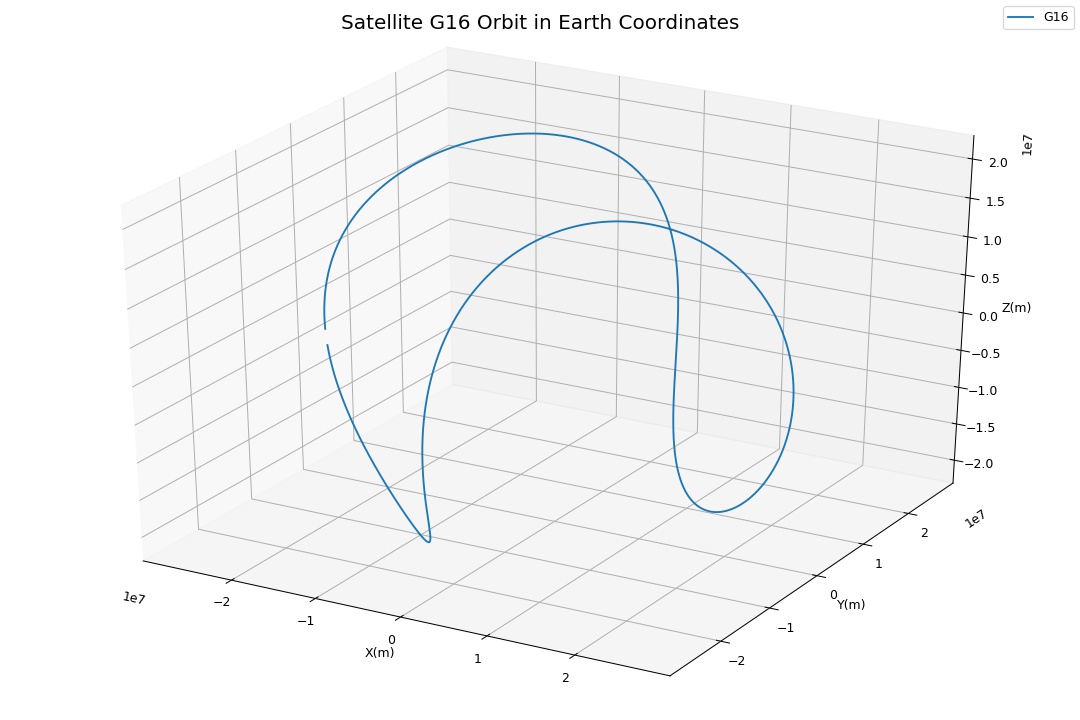 Satellite G16 Orbit in Earth Coordinates
G16
1e7
2.0
1.5
1.0
0.5
0.0
Z(m)
−0.5
−1.0
−1.5
−2.0
1e7
2
1
0
Y(m)
−1
−2
1e7
−2
−1
0
X(m)
1
2